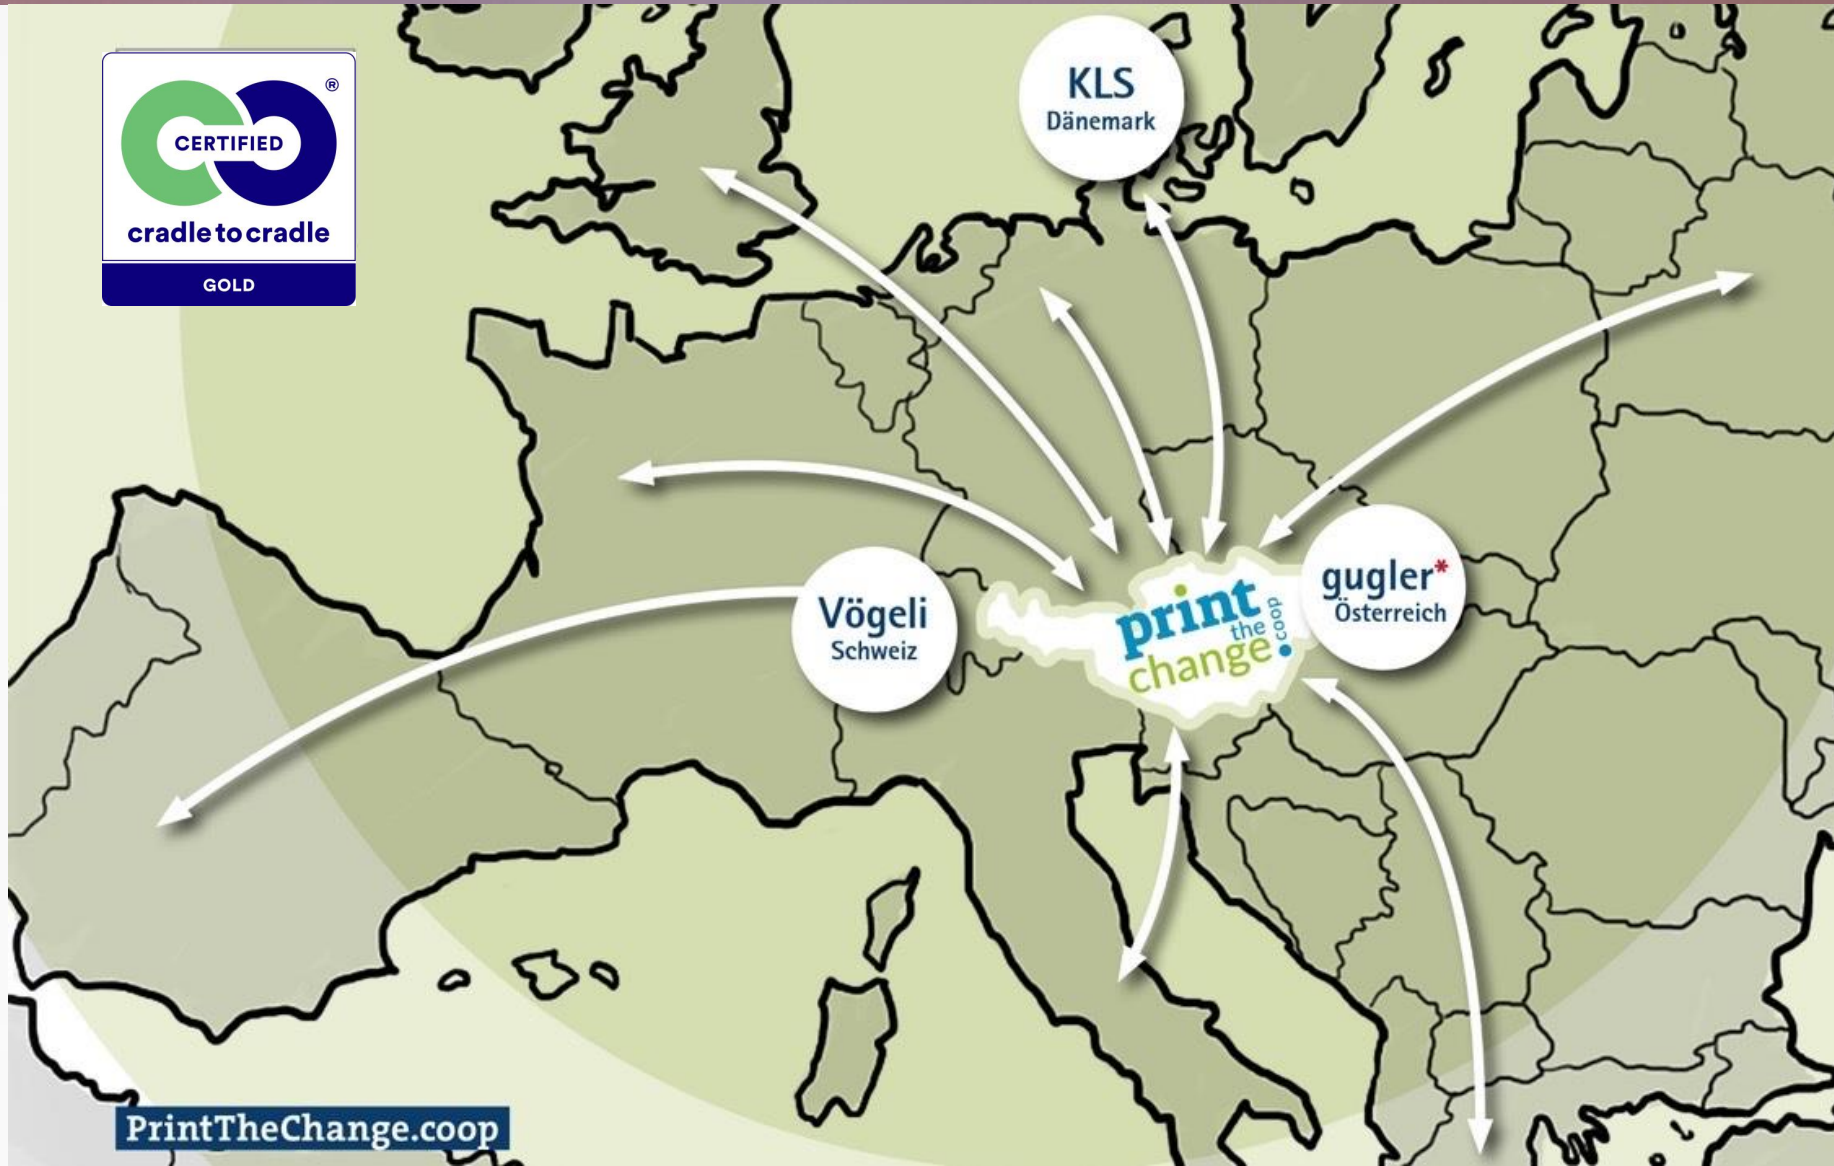 ®
CERTIFIED
cradle to cradle
GOLD
KLS
Dänemark
Vögeli
Schweiz
print
the
change!
coop
gugler*
Österreich
PrintTheChange.coop